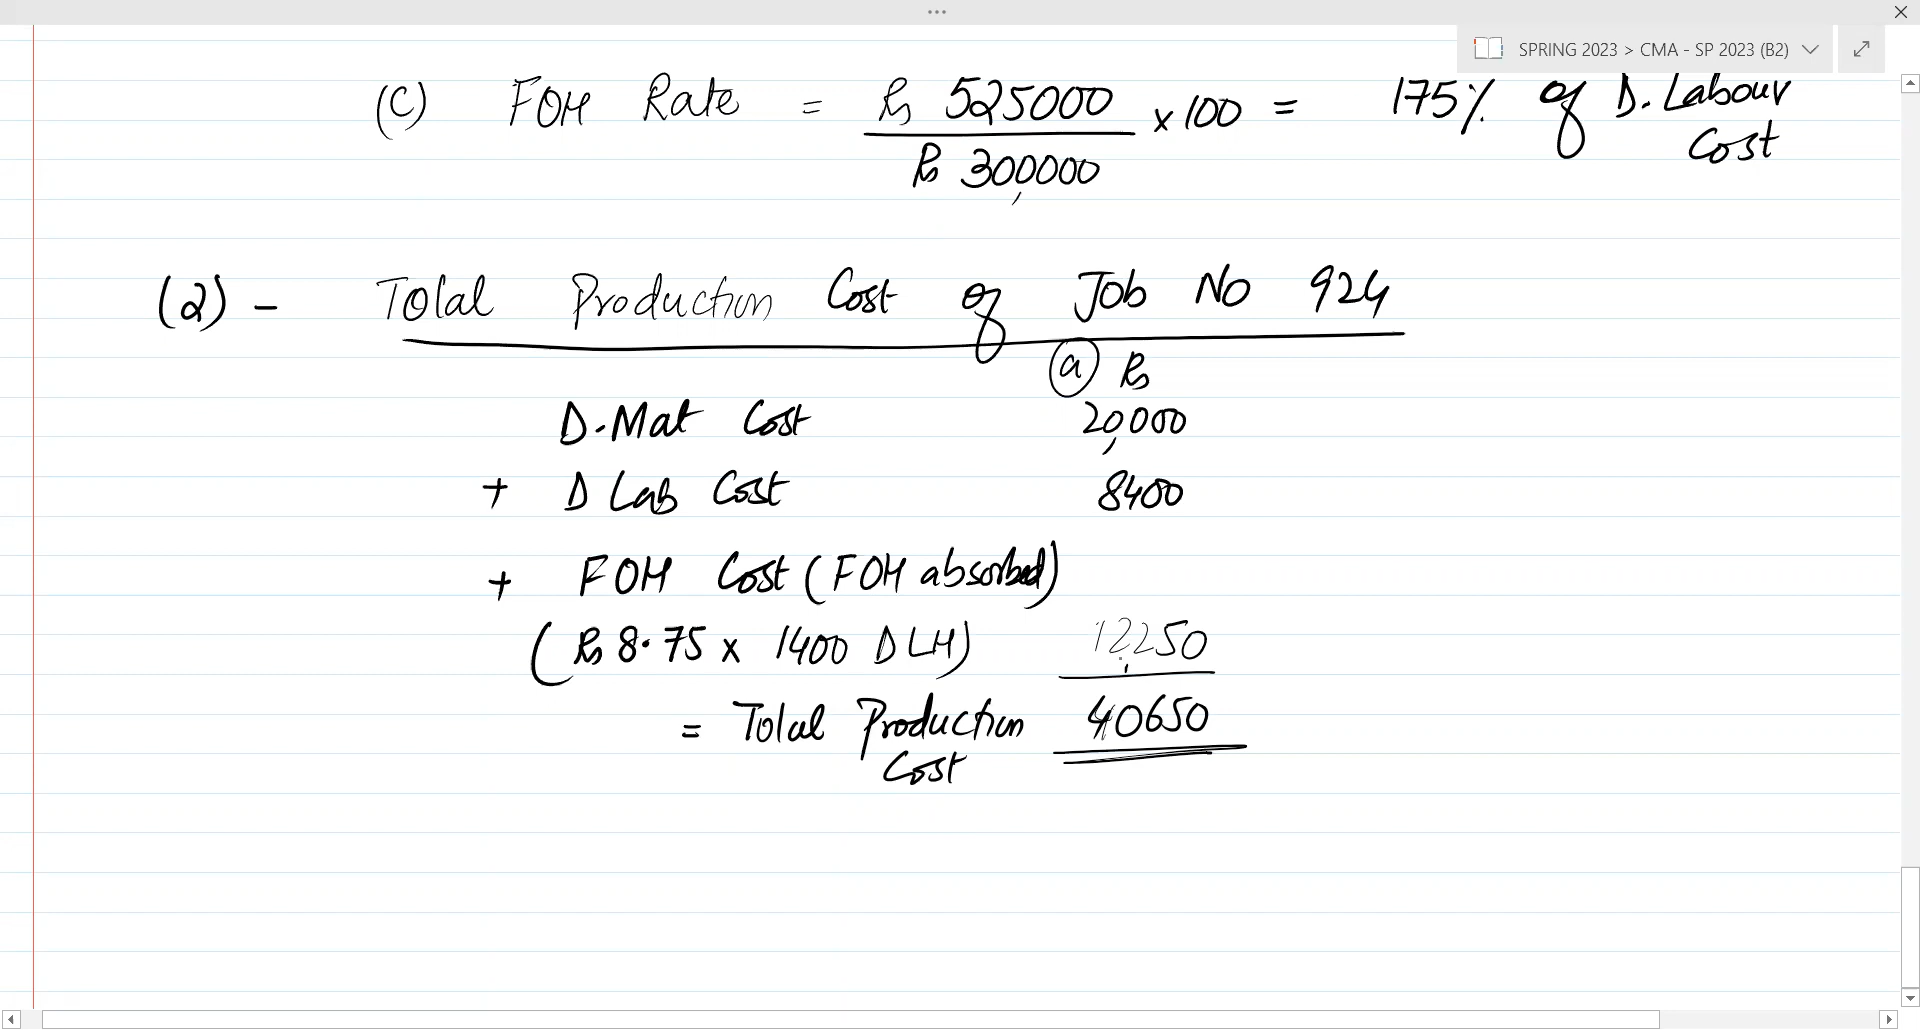 SPRING 2023 > CMA - SP 2023 (B2)
(C) FOH Rate = Rs 525000 / Rs 300,000 x 100 = 175% of D. Labour Cost
(2) - Total Production Cost of Job No 924
(a) Rs
D.Mat Cost 20,000
+ D Lab Cost 8400
+ FOH Cost (FOH absorbed)
(Rs 8.75 x 1400 DLH) 12,250
= Total Production Cost 40650